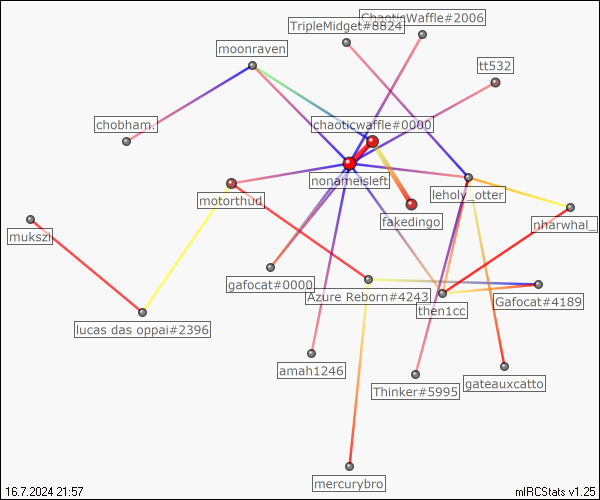 ChaoticWaffle#2006
TripleMidget#8824
moonraven
tt532
chobham
chaoticwaffle#0000
nonameisleft
leholy_otter
motorthud
fakedingo
nharwhal_
mukszi
gafocat#0000
Azure Reborn#4243
Gafocat#4189
then1cc
lucas das oppai#2396
amah1246
Thinker#5995
gateauxcatto
mercurybro
16.7.2024 21:57
mIRCStats v1.25